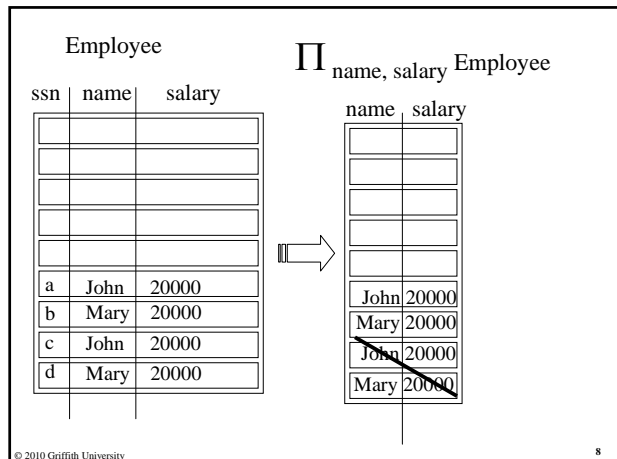 Employee
ssn name salary
a John 20000
b Mary 20000
c John 20000
d Mary 20000
Π name, salary Employee
name salary
John 20000
Mary 20000
John 20000
Mary 20000
© 2010 Griffith University
8